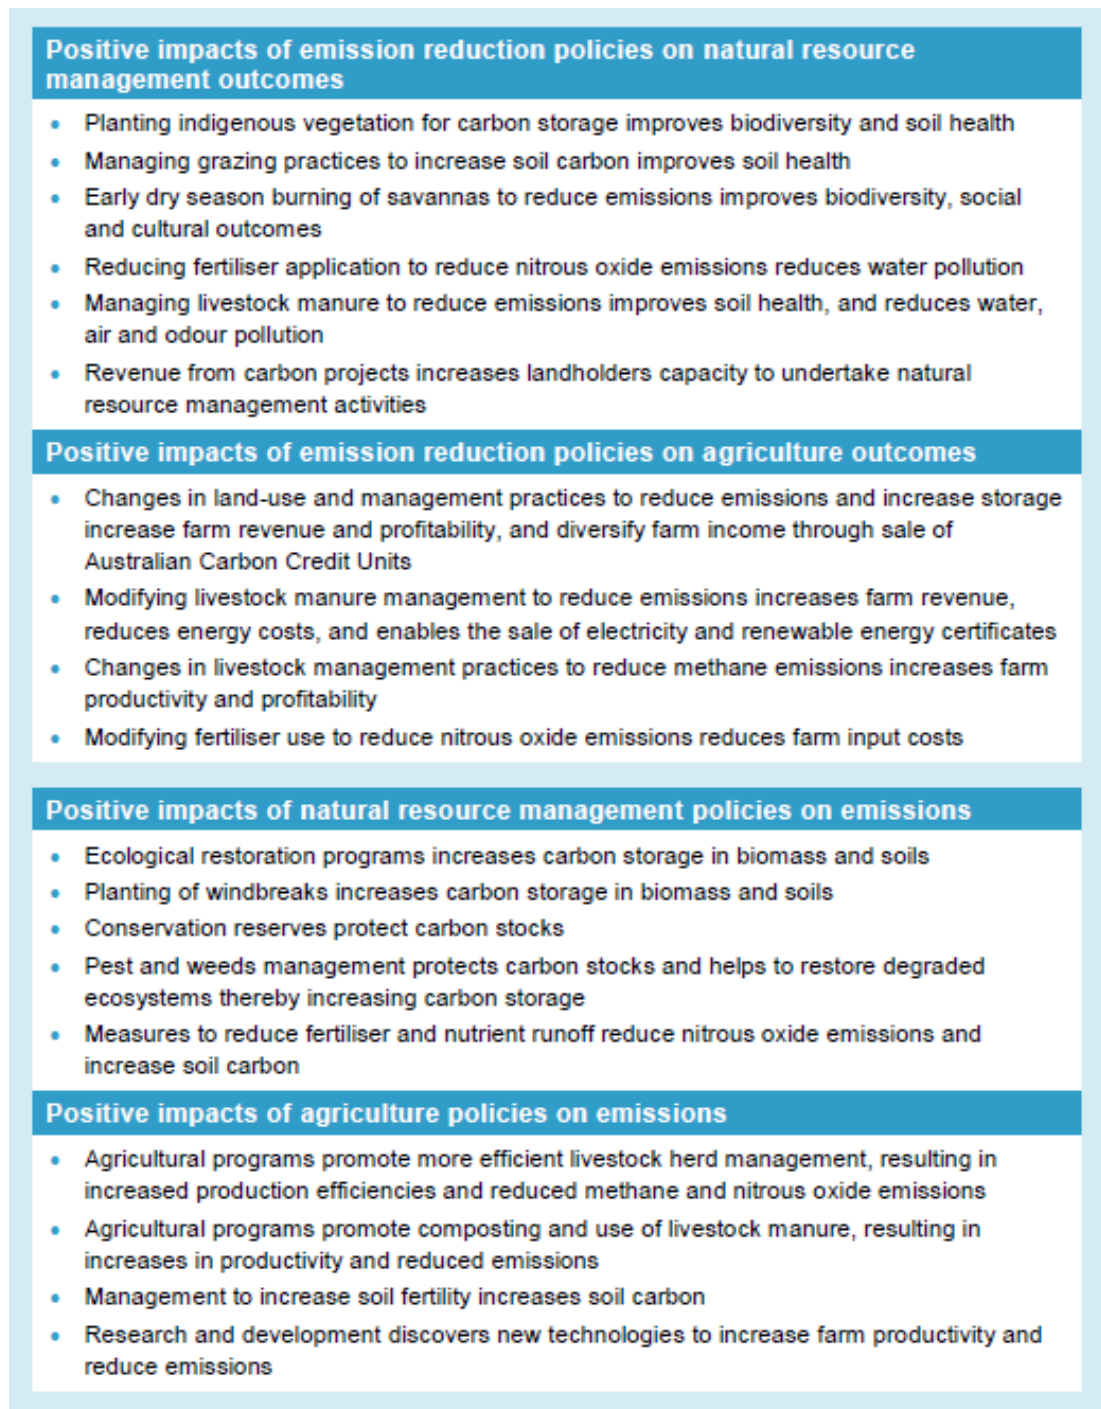 Positive impacts of emission reduction policies on natural resource
management outcomes
• Planting indigenous vegetation for carbon storage improves biodiversity and soil health
• Managing grazing practices to increase soil carbon improves soil health
• Early dry season burning of savannas to reduce emissions improves biodiversity, social
and cultural outcomes
• Reducing fertiliser application to reduce nitrous oxide emissions reduces water pollution
• Managing livestock manure to reduce emissions improves soil health, and reduces water,
air and odour pollution
• Revenue from carbon projects increases landholders capacity to undertake natural
resource management activities
Positive impacts of emission reduction policies on agriculture outcomes
• Changes in land-use and management practices to reduce emissions and increase storage
increase farm revenue and profitability, and diversify farm income through sale of
Australian Carbon Credit Units
• Modifying livestock manure management to reduce emissions increases farm revenue,
reduces energy costs, and enables the sale of electricity and renewable energy certificates
• Changes in livestock management practices to reduce methane emissions increases farm
productivity and profitability
• Modifying fertiliser use to reduce nitrous oxide emissions reduces farm input costs
Positive impacts of natural resource management policies on emissions
• Ecological restoration programs increases carbon storage in biomass and soils
• Planting of windbreaks increases carbon storage in biomass and soils
• Conservation reserves protect carbon stocks
• Pest and weeds management protects carbon stocks and helps to restore degraded
ecosystems thereby increasing carbon storage
• Measures to reduce fertiliser and nutrient runoff reduce nitrous oxide emissions and
increase soil carbon
Positive impacts of agriculture policies on emissions
• Agricultural programs promote more efficient livestock herd management, resulting in
increased production efficiencies and reduced methane and nitrous oxide emissions
• Agricultural programs promote composting and use of livestock manure, resulting in
increases in productivity and reduced emissions
• Management to increase soil fertility increases soil carbon
• Research and development discovers new technologies to increase farm productivity and
reduce emissions